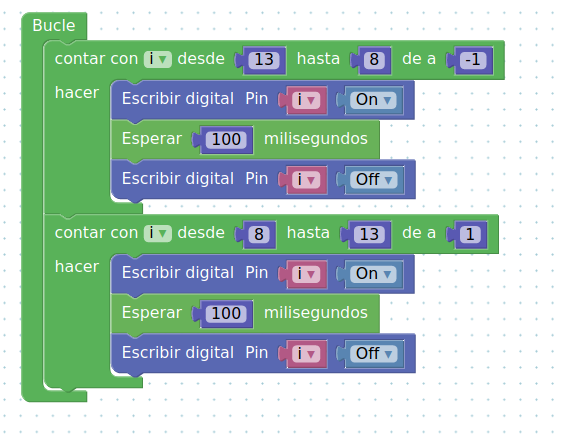 Bucle
contar con i desde 13 hasta 8 de a -1
hacer Escribir digital Pin i On
Esperar 100 milisegundos
Escribir digital Pin i Off
contar con i desde 8 hasta 13 de a 1
hacer Escribir digital Pin i On
Esperar 100 milisegundos
Escribir digital Pin i Off